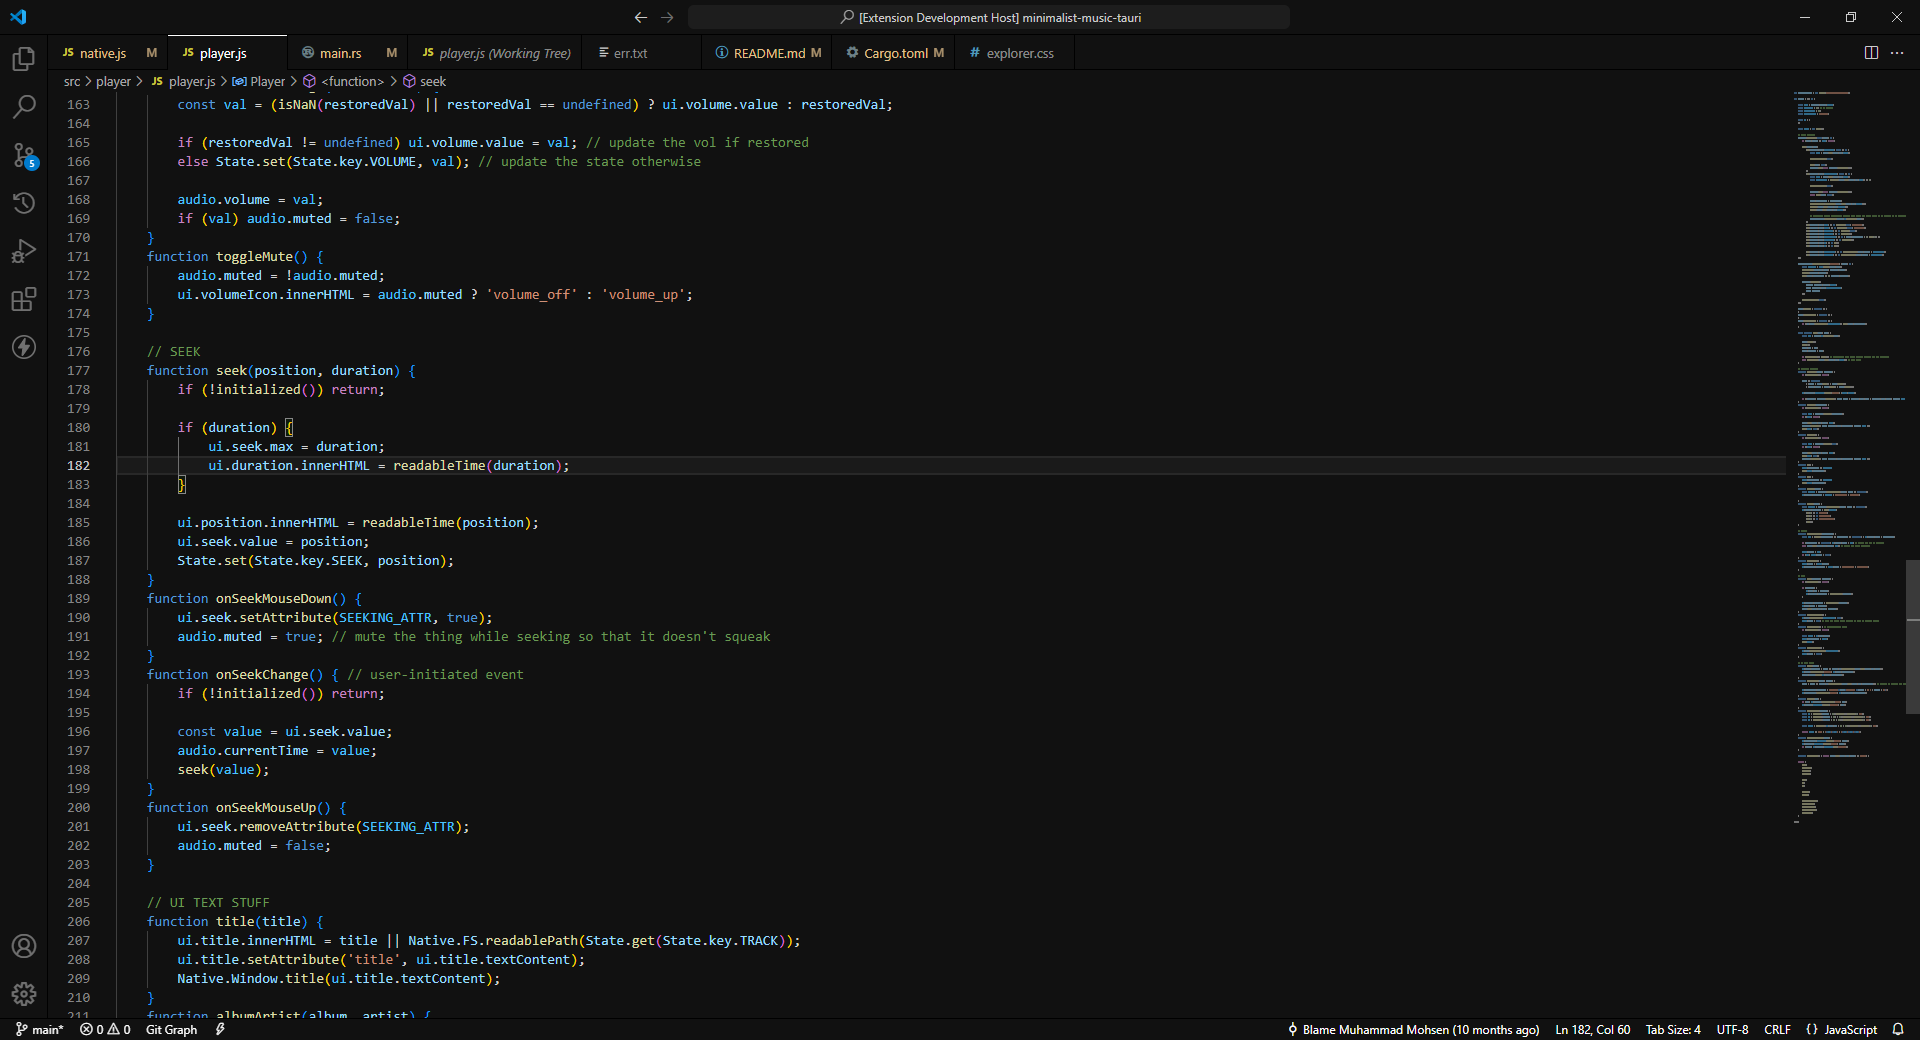 [Extension Development Host] minimalist-music-tauri
JS native.js M
JS player.js
main.rs M
JS player.js (Working Tree)
err.txt
README.md M
Cargo.toml M
# explorer.css
src > player > JS player.js > Player > <function> > seek
163 const val = (isNaN(restoredVal) || restoredVal == undefined) ? ui.volume.value : restoredVal;
164
165 if (restoredVal != undefined) ui.volume.value = val; // update the vol if restored
166 else State.set(State.key.VOLUME, val); // update the state otherwise
167
168 audio.volume = val;
169 if (val) audio.muted = false;
170 }
171 function toggleMute() {
172 audio.muted = !audio.muted;
173 ui.volumeIcon.innerHTML = audio.muted ? 'volume_off' : 'volume_up';
174 }
175
176 // SEEK
177 function seek(position, duration) {
178 if (!initialized()) return;
179
180 if (duration) {
181 ui.seek.max = duration;
182 ui.duration.innerHTML = readableTime(duration);
183 }
184
185 ui.position.innerHTML = readableTime(position);
186 ui.seek.value = position;
187 State.set(State.key.SEEK, position);
188 }
189 function onSeekMouseDown() {
190 ui.seek.setAttribute(SEEKING_ATTR, true);
191 audio.muted = true; // mute the thing while seeking so that it doesn't squeak
192 }
193 function onSeekChange() { // user-initiated event
194 if (!initialized()) return;
195
196 const value = ui.seek.value;
197 audio.currentTime = value;
198 seek(value);
199 }
200 function onSeekMouseUp() {
201 ui.seek.removeAttribute(SEEKING_ATTR);
202 audio.muted = false;
203 }
204
205 // UI TEXT STUFF
206 function title(title) {
207 ui.title.innerHTML = title || Native.FS.readablePath(State.get(State.key.TRACK));
208 ui.title.setAttribute('title', ui.title.textContent);
209 Native.Window.title(ui.title.textContent);
210 }
211 function albumArtist(album, artist) {
5
main* 0 0 Git Graph
Blame Muhammad Mohsen (10 months ago) Ln 182, Col 60 Tab Size: 4 UTF-8 CRLF {} JavaScript